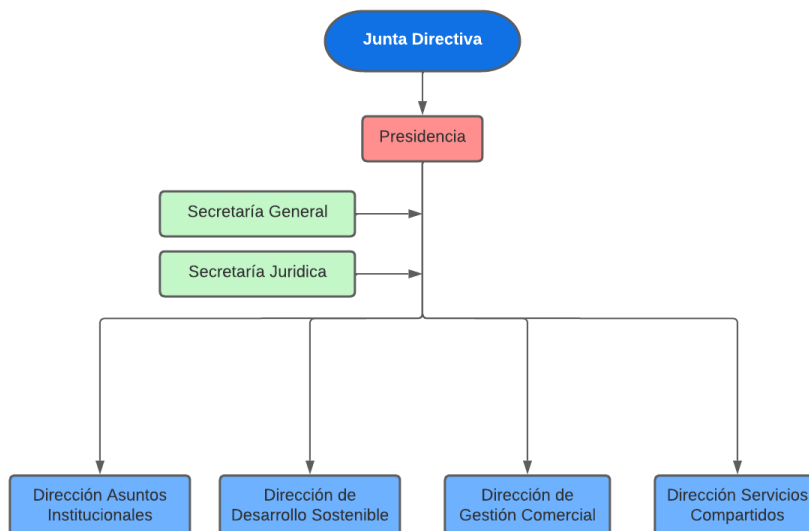 Junta Directiva
Presidencia
Secretaría General
Secretaría Juridica
Dirección Asuntos
Institucionales
Dirección de
Desarrollo Sostenible
Dirección de
Gestión Comercial
Dirección Servicios
Compartidos